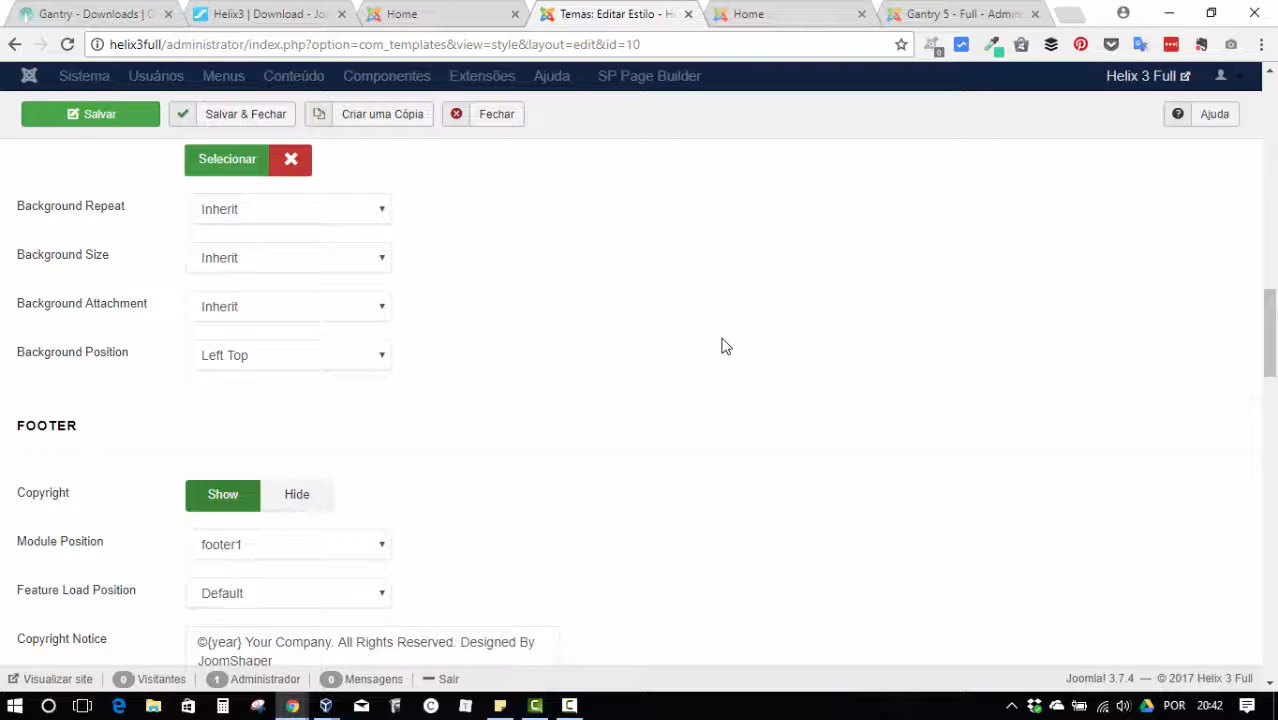 Gantry - Downloads | G
Helix3 | Download - Jo
Home
Temas: Editar Estilo - H
Home
Gantry 5 - Full - Admin
helix3full/administrator/index.php?option=com_templates&view=style&layout=edit&id=10
Sistema Usuários Menus Conteúdo Componentes Extensões Ajuda SP Page Builder Helix 3 Full
Salvar Salvar & Fechar Criar uma Cópia Fechar Ajuda
Selecionar
Background Repeat Inherit
Background Size Inherit
Background Attachment Inherit
Background Position Left Top
FOOTER
Copyright Show Hide
Module Position footer1
Feature Load Position Default
Copyright Notice ©{year} Your Company. All Rights Reserved. Designed By
JoomShaper
Visualizar site 0 Visitantes 1 Administrador 6 Mensagens Sair Joomla! 3.7.4 — © 2017 Helix 3 Full
POR 20:42